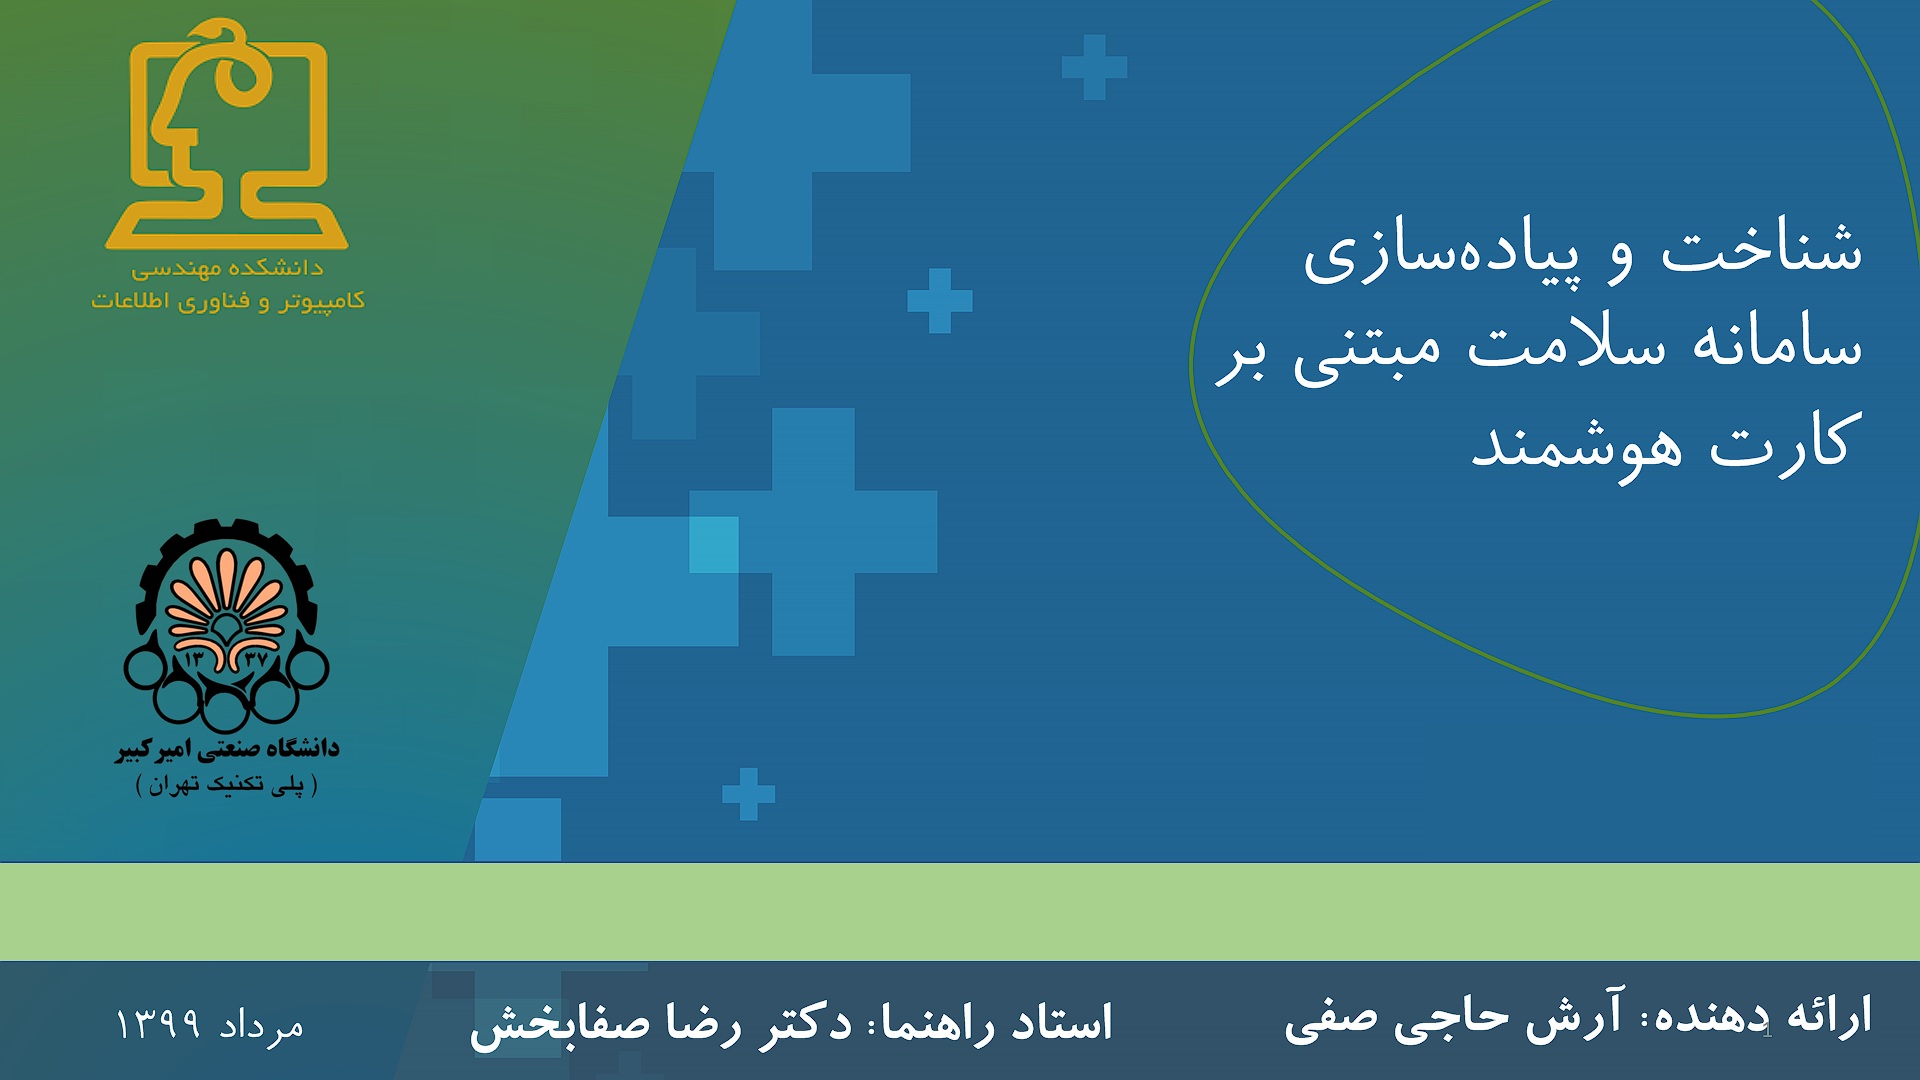 شناخت و پیاده‌سازی
سامانه سلامت مبتنی بر
کارت هوشمند
دانشکده مهندسی
کامپیوتر و فناوری اطلاعات
۱۳ ۳۷
دانشگاه صنعتی امیرکبیر
( پلی تکنیک تهران )
ارائه دهنده: آرش حاجی صفی
استاد راهنما: دکتر رضا صفابخش
مرداد ۱۳۹۹
1